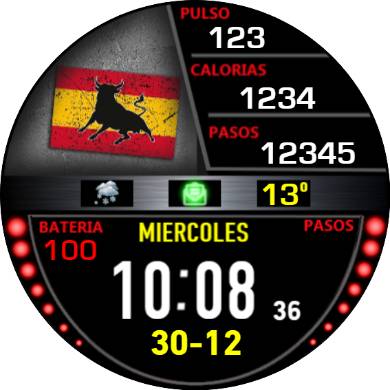 PULSO
123
CALORIAS
1234
PASOS
12345
13º
BATERIA
100
MIERCOLES
PASOS
10:08 36
30-12